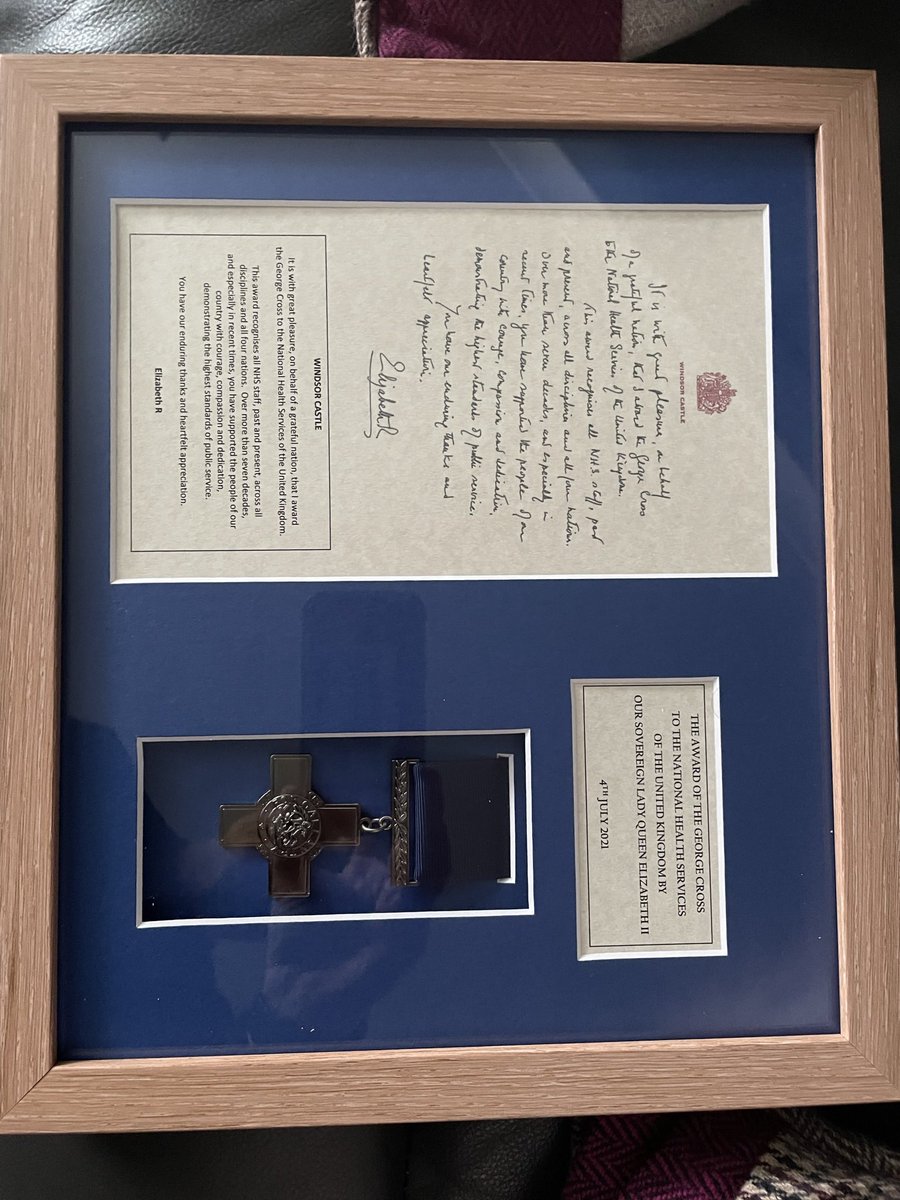 WINDSOR CASTLE
It is with great pleasure, on behalf
of a grateful nation, that I award the George Cross
to the National Health Services of the United Kingdom.
This award recognises all NHS staff, past
and present, across all disciplines and all four nations.
Over more than seven decades, and especially in
recent times, you have supported the people of our
country with courage, compassion and dedication,
demonstrating the highest standards of public service.
You have our enduring thanks and
heartfelt appreciation.
Elizabeth R
WINDSOR CASTLE
It is with great pleasure, on behalf of a grateful nation, that I award
the George Cross to the National Health Services of the United Kingdom.
This award recognises all NHS staff, past and present, across all
disciplines and all four nations. Over more than seven decades,
and especially in recent times, you have supported the people of our
country with courage, compassion and dedication,
demonstrating the highest standards of public service.
You have our enduring thanks and heartfelt appreciation.
Elizabeth R
THE AWARD OF THE GEORGE CROSS
TO THE NATIONAL HEALTH SERVICES
OF THE UNITED KINGDOM BY
OUR SOVEREIGN LADY QUEEN ELIZABETH II
4TH JULY 2021